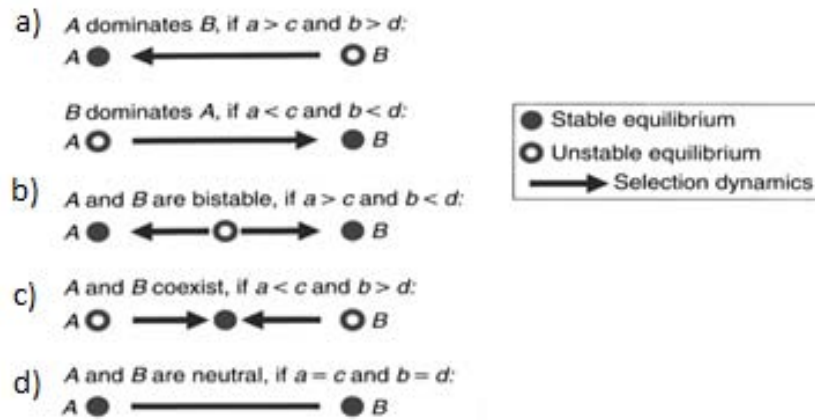 a) A dominates B, if a > c and b > d:
A B
B dominates A, if a < c and b < d:
A B
Stable equilibrium
Unstable equilibrium
Selection dynamics
b) A and B are bistable, if a > c and b < d:
A B
c) A and B coexist, if a < c and b > d:
A B
d) A and B are neutral, if a = c and b = d:
A B